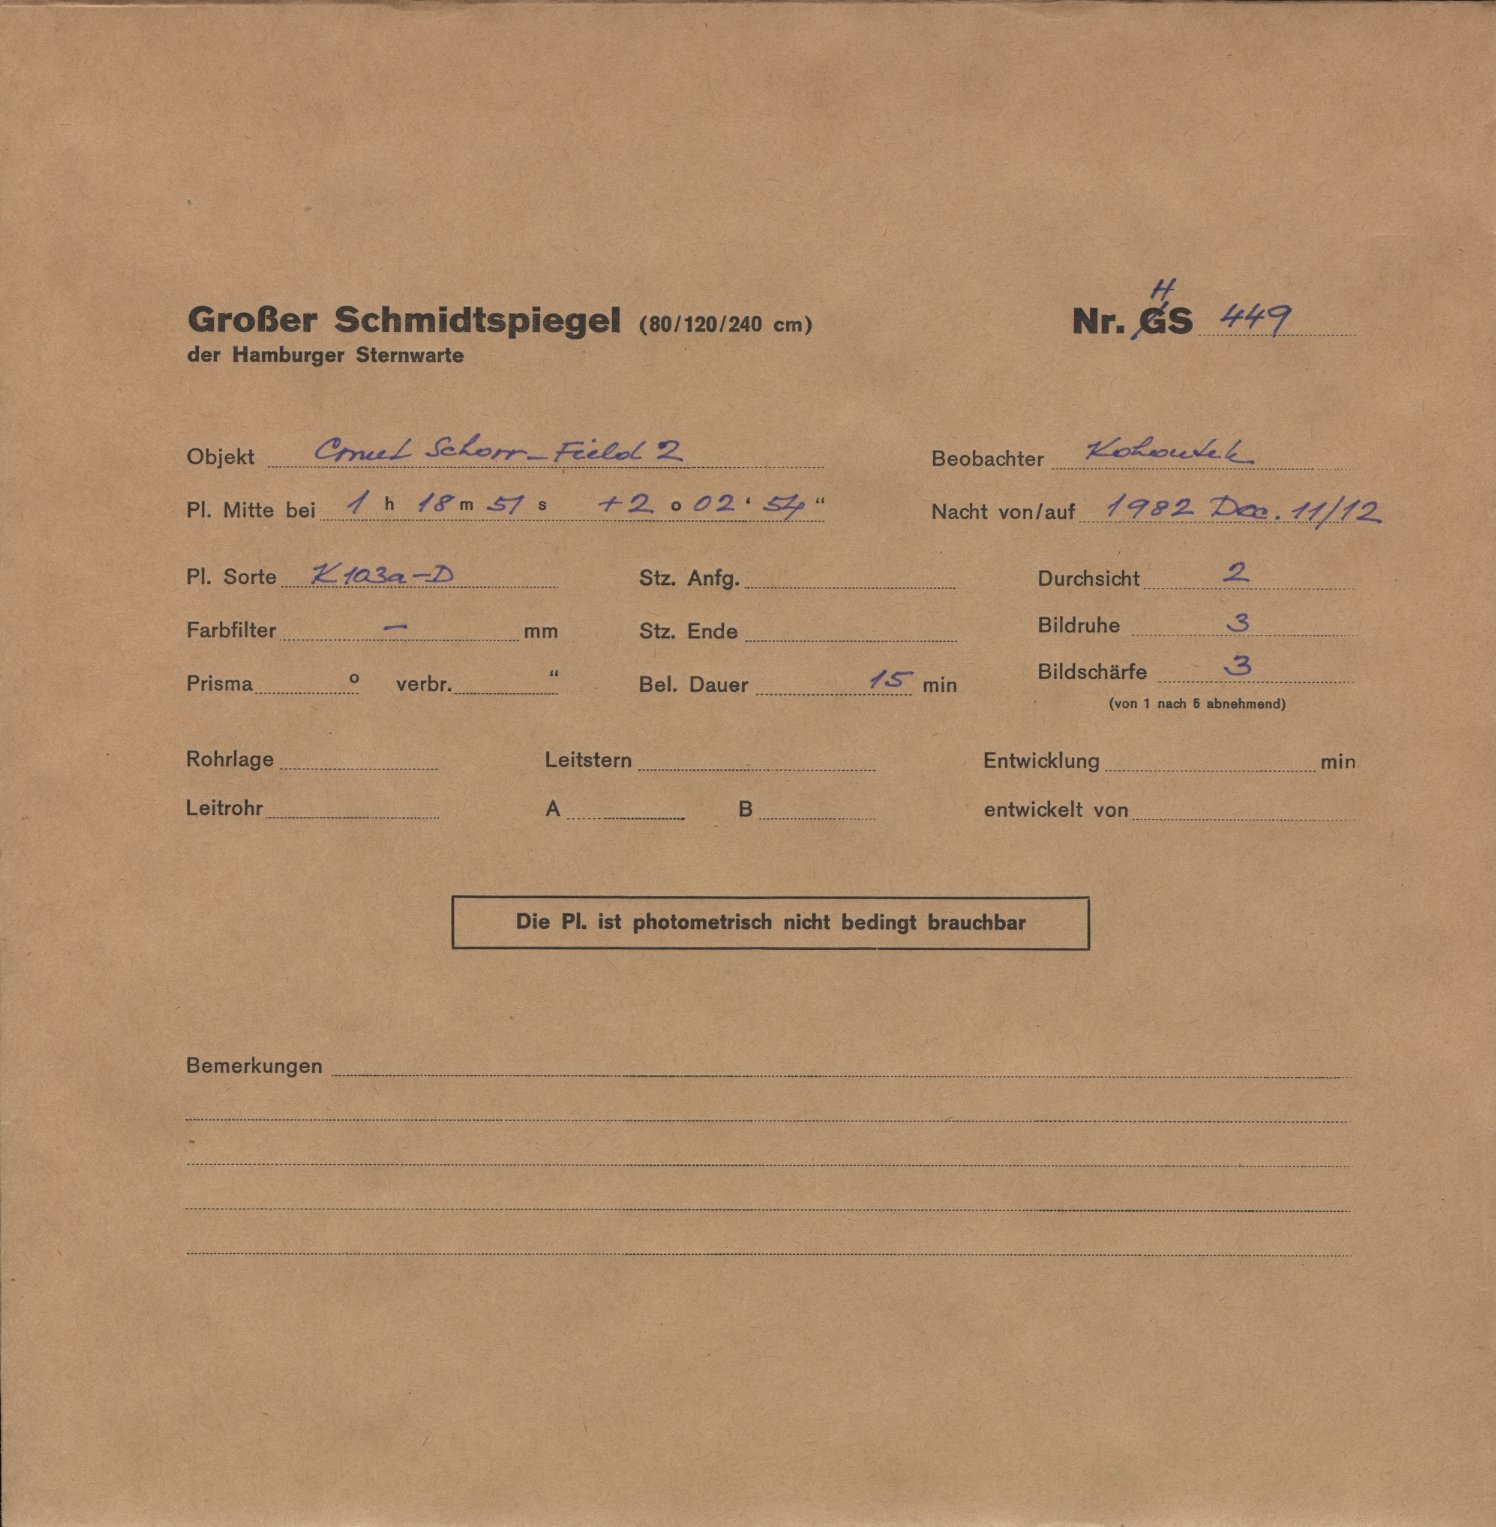 Großer Schmidtspiegel (80/120/240 cm) Nr. GS H 449
der Hamburger Sternwarte
Objekt Comet Schorr - Field 2 Beobachter Kohoutek
Pl. Mitte bei 1 h 18 m 51 s +2 o 02 ‘ 54 “ Nacht von/auf 1982 Dec. 11/12
Pl. Sorte K103a-D Stz. Anfg. Durchsicht 2
Farbfilter - mm Stz. Ende Bildruhe 3
Prisma o verbr. “ Bel. Dauer 15 min Bildschärfe 3
(von 1 nach 5 abnehmend)
Rohrlage Leitstern Entwicklung min
Leitrohr A B entwickelt von
Die Pl. ist photometrisch nicht bedingt brauchbar
Bemerkungen